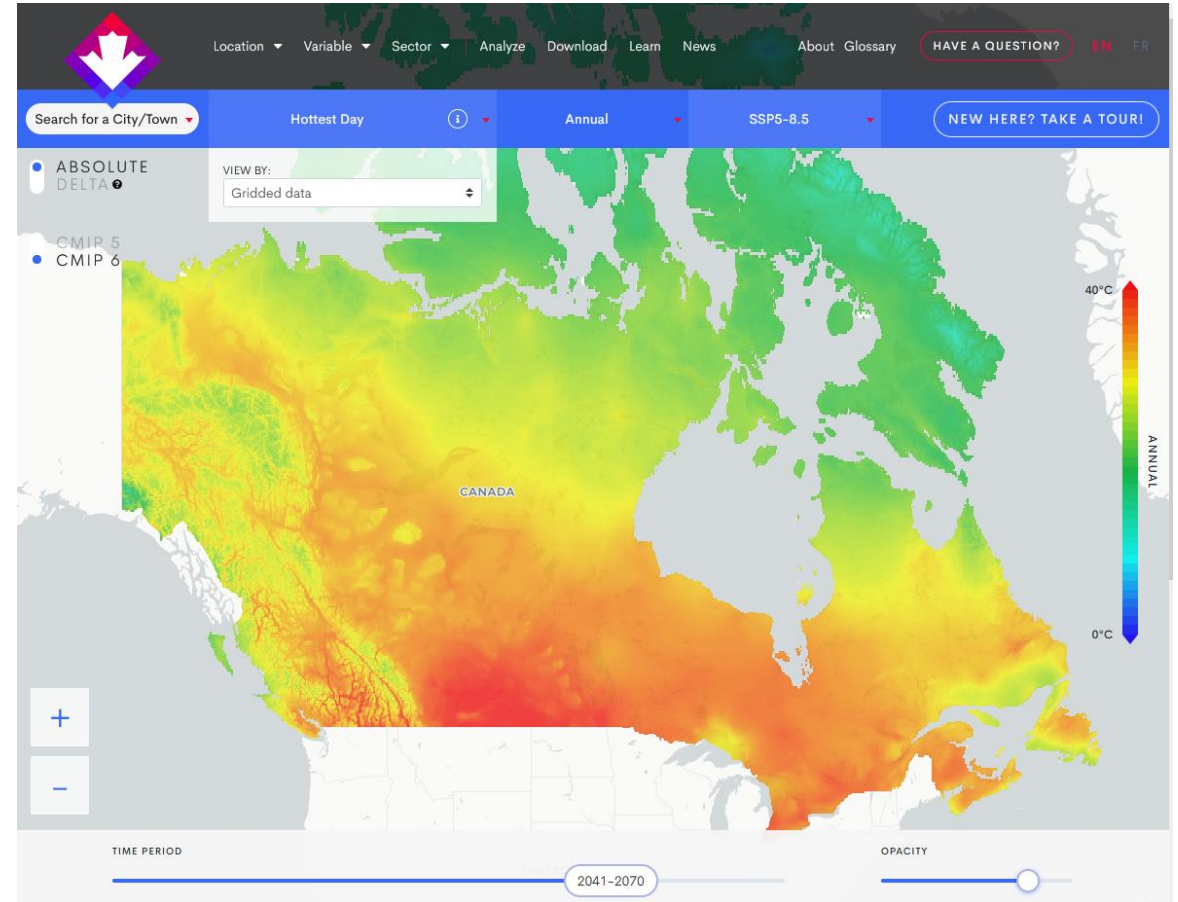 Location Variable Sector Analyze Download Learn News About Glossary HAVE A QUESTION? EN FR
Search for a City/Town Hottest Day i Annual SSP5-8.5 NEW HERE? TAKE A TOUR!
ABSOLUTE
DELTA ?
VIEW BY:
Gridded data
CMIP 5
CMIP 6
40°C
ANNUAL
CANADA
0°C
+
−
TIME PERIOD
OPACITY
2041-2070